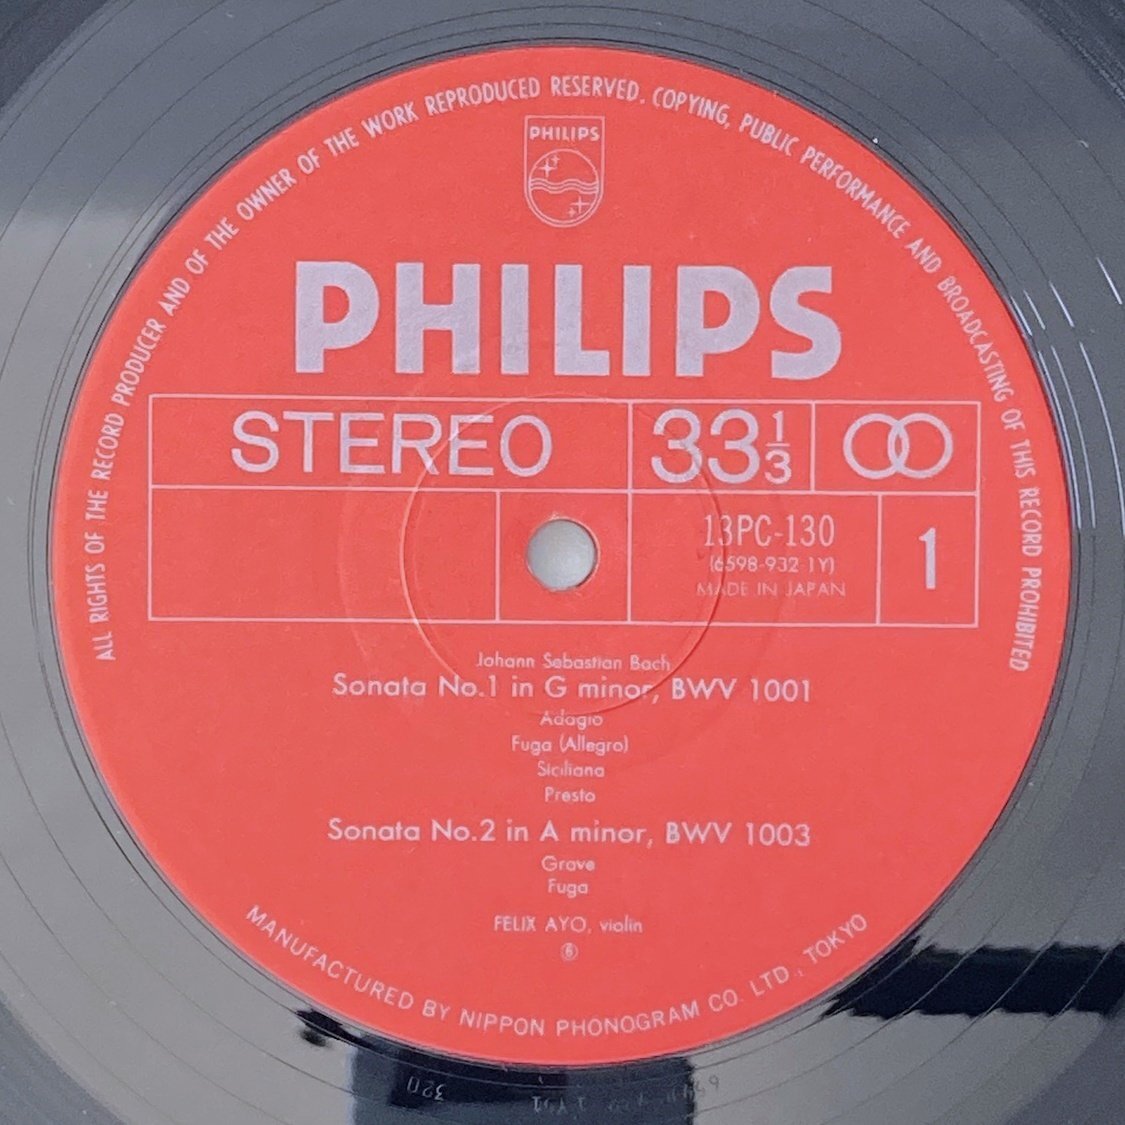 ALL RIGHTS OF THE RECORD PRODUCER AND OF THE OWNER OF THE WORK REPRODUCED RESERVED. COPYING, PUBLIC PERFORMANCE AND BROADCASTING OF THIS RECORD PROHIBITED
PHILIPS
PHILIPS
STEREO 33 1/3
13PC-130
(6598-932 1Y)
MADE IN JAPAN
1
Johann Sebastian Bach
Sonata No.1 in G minor, BWV 1001
Adagio
Fuga (Allegro)
Siciliana
Presto
Sonata No.2 in A minor, BWV 1003
Grave
Fuga
FELIX AYO, violin
MANUFACTURED BY NIPPON PHONOGRAM CO. LTD., TOKYO
320